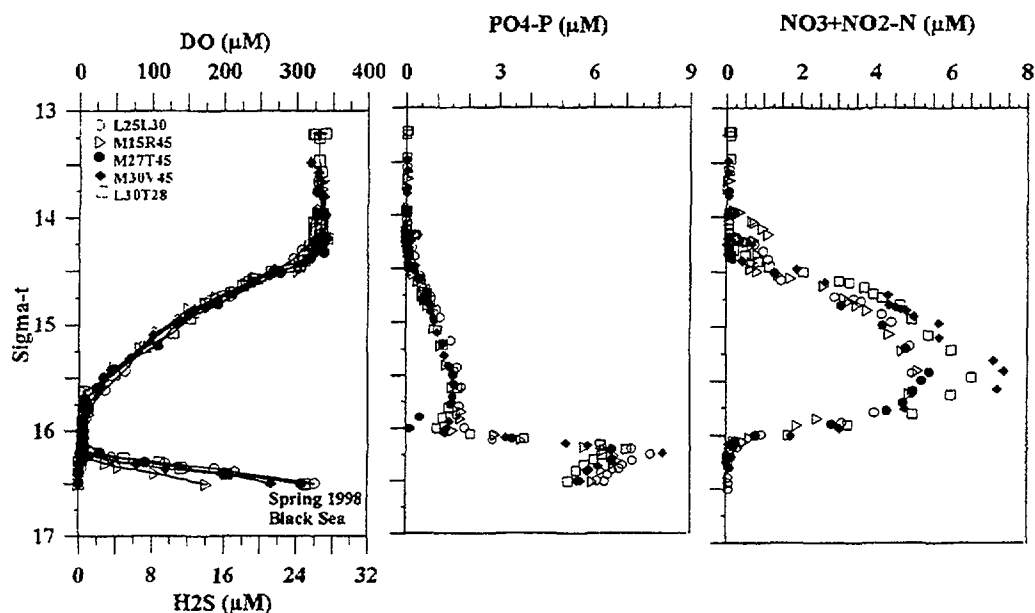 DO (µM)
0 100 200 300 400
PO4-P (µM)
0 3 6 9
NO3+NO2-N (µM)
0 2 4 6 8
Sigma-t
13
14
15
16
17
L25L30
M15R45
M27T45
M30V45
L30T28
Spring 1998
Black Sea
0 8 16 24 32
H2S (µM)